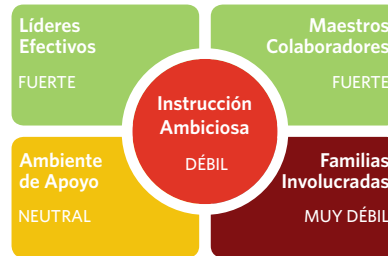 Líderes
Efectivos
FUERTE
Maestros
Colaboradores
FUERTE
Instrucción
Ambiciosa
DÉBIL
Ambiente
de Apoyo
NEUTRAL
Familias
Involucradas
MUY DÉBIL